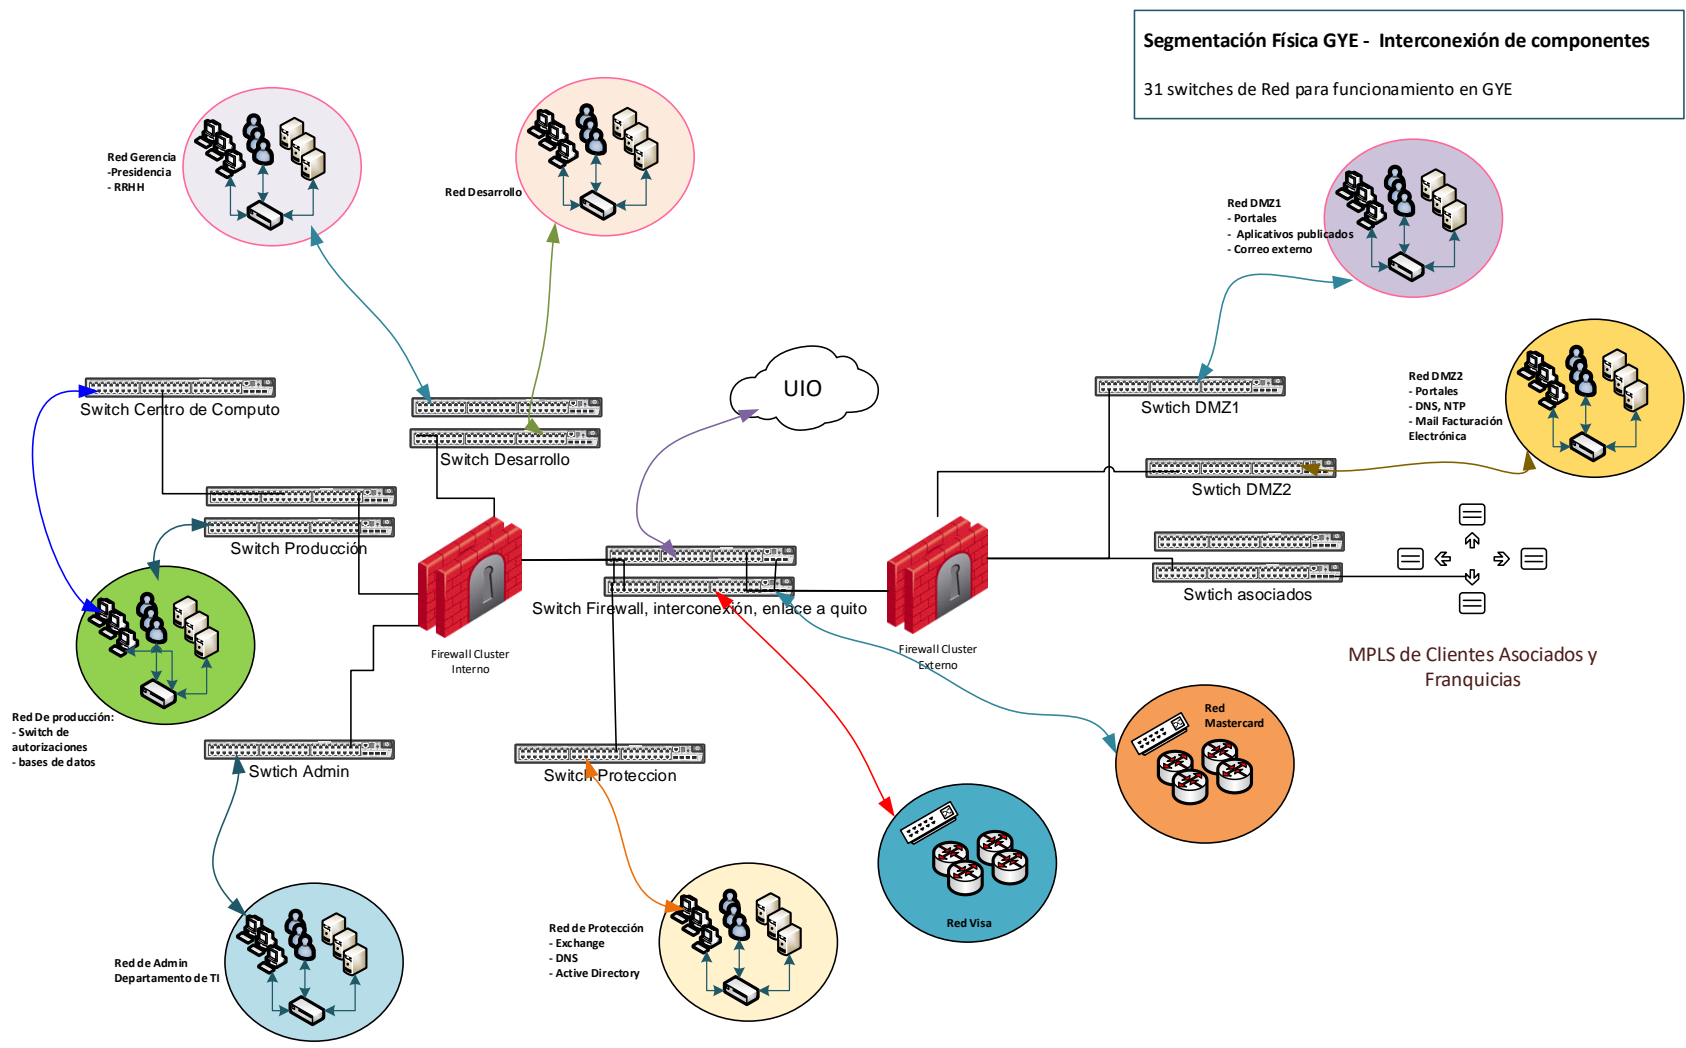 Segmentación Física GYE -  Interconexión de componentes
31 switches de Red para funcionamiento en GYE
Red Gerencia
-Presidencia
- RRHH
Red Desarrollo
Red DMZ1
- Portales
-  Aplicativos publicados
- Correo externo
UIO
Red DMZ2
- Portales
- DNS, NTP
- Mail Facturación
Electrónica
Switch Centro de Computo
Switch Desarrollo
Swtich DMZ1
Swtich DMZ2
Switch Producción
Switch Firewall, interconexión, enlace a quito
Swtich asociados
Firewall Cluster
Interno
Firewall Cluster
Externo
MPLS de Clientes Asociados y
Franquicias
Red De producción:
- Switch de
autorizaciones
- bases de datos
Swtich Admin
Switch Proteccion
Red
Mastercard
Red Visa
Red de Protección
- Exchange
- DNS
- Active Directory
Red de Admin
Departamento de TI